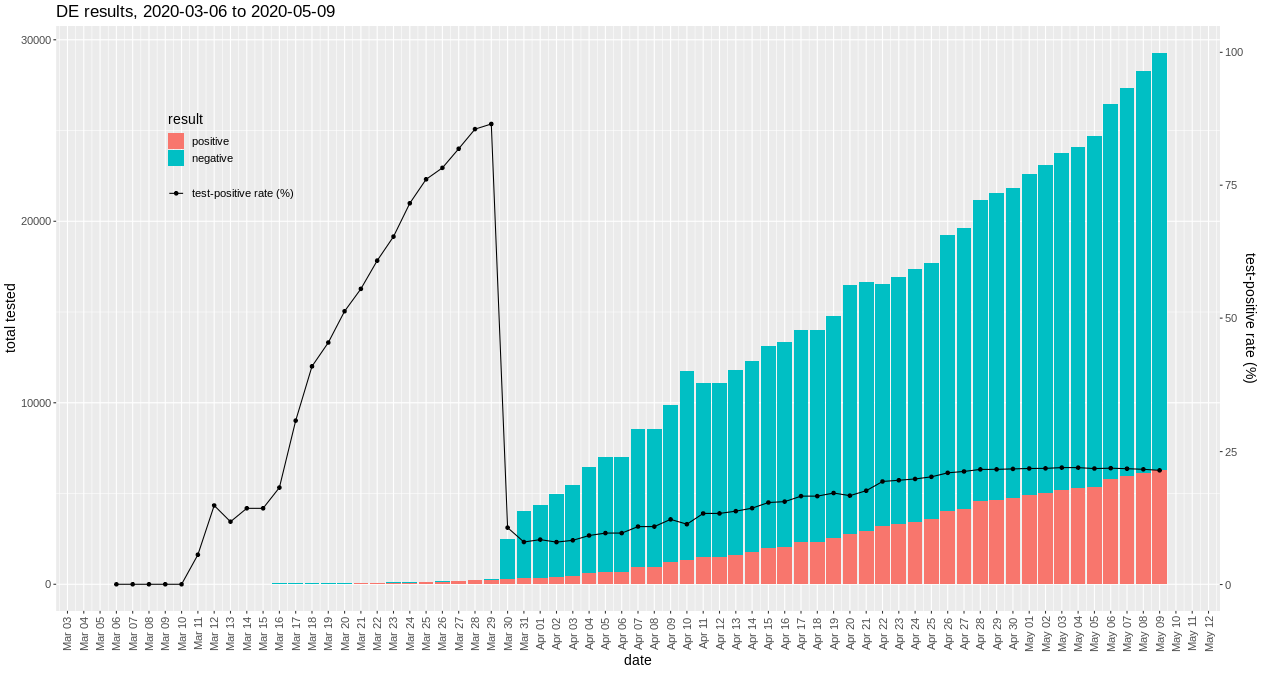 DE results, 2020-03-06 to 2020-05-09
30000
20000
10000
0
total tested
result
positive
negative
test-positive rate (%)
100
75
50
25
0
test-positive rate (%)
Mar 03
Mar 04
Mar 05
Mar 06
Mar 07
Mar 08
Mar 09
Mar 10
Mar 11
Mar 12
Mar 13
Mar 14
Mar 15
Mar 16
Mar 17
Mar 18
Mar 19
Mar 20
Mar 21
Mar 22
Mar 23
Mar 24
Mar 25
Mar 26
Mar 27
Mar 28
Mar 29
Mar 30
Mar 31
Apr 01
Apr 02
Apr 03
Apr 04
Apr 05
Apr 06
Apr 07
Apr 08
Apr 09
Apr 10
Apr 11
Apr 12
Apr 13
Apr 14
Apr 15
Apr 16
Apr 17
Apr 18
Apr 19
Apr 20
Apr 21
Apr 22
Apr 23
Apr 24
Apr 25
Apr 26
Apr 27
Apr 28
Apr 29
Apr 30
May 01
May 02
May 03
May 04
May 05
May 06
May 07
May 08
May 09
May 10
May 11
May 12
date